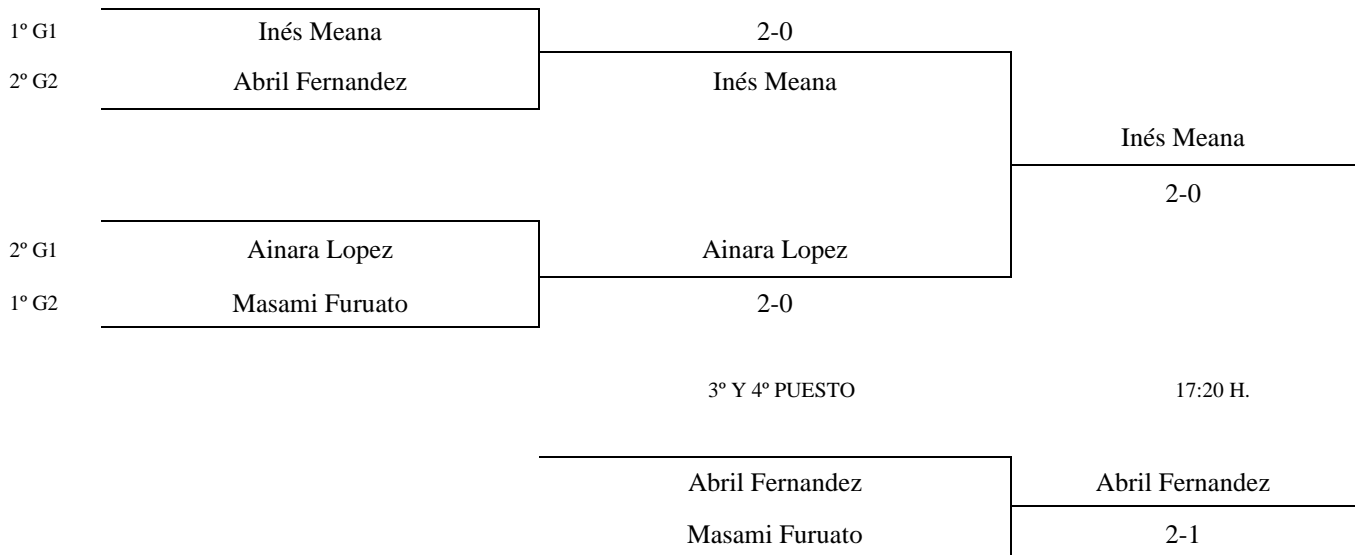 1º G1 Inés Meana 2-0
2º G2 Abril Fernandez Inés Meana
Inés Meana
2-0
2º G1 Ainara Lopez Ainara Lopez
1º G2 Masami Furuato 2-0
3º Y 4º PUESTO 17:20 H.
Abril Fernandez Abril Fernandez
Masami Furuato 2-1